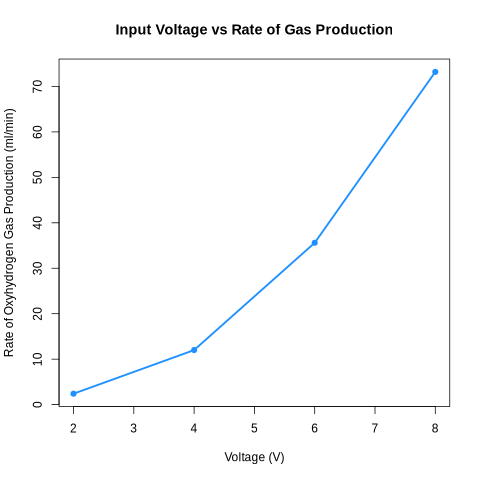 Input Voltage vs Rate of Gas Production
Rate of Oxyhydrogen Gas Production (ml/min)
70
60
50
40
30
20
10
0
2 3 4 5 6 7 8
Voltage (V)